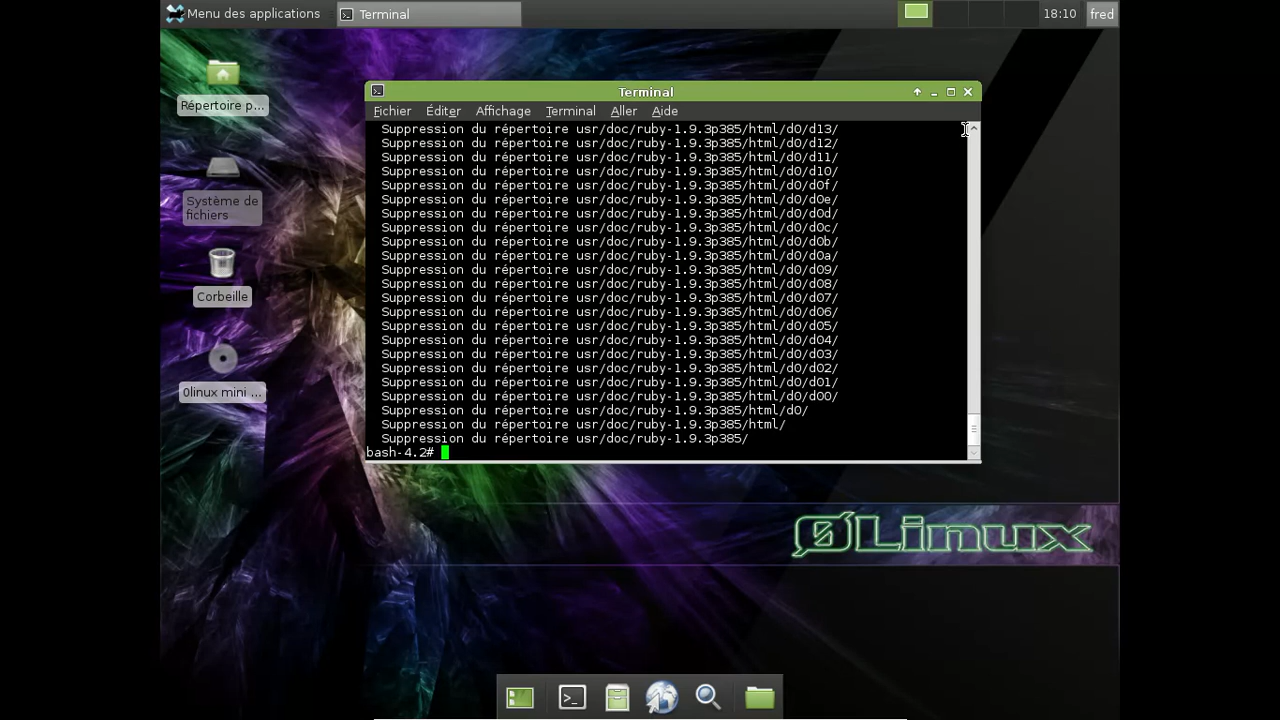 Menu des applications
Terminal
18:10
fred
Répertoire p...
Système de
fichiers
Corbeille
0linux mini ...
Terminal
Fichier Éditer Affichage Terminal Aller Aide
Suppression du répertoire usr/doc/ruby-1.9.3p385/html/d0/d13/
Suppression du répertoire usr/doc/ruby-1.9.3p385/html/d0/d12/
Suppression du répertoire usr/doc/ruby-1.9.3p385/html/d0/d11/
Suppression du répertoire usr/doc/ruby-1.9.3p385/html/d0/d10/
Suppression du répertoire usr/doc/ruby-1.9.3p385/html/d0/d0f/
Suppression du répertoire usr/doc/ruby-1.9.3p385/html/d0/d0e/
Suppression du répertoire usr/doc/ruby-1.9.3p385/html/d0/d0d/
Suppression du répertoire usr/doc/ruby-1.9.3p385/html/d0/d0c/
Suppression du répertoire usr/doc/ruby-1.9.3p385/html/d0/d0b/
Suppression du répertoire usr/doc/ruby-1.9.3p385/html/d0/d0a/
Suppression du répertoire usr/doc/ruby-1.9.3p385/html/d0/d09/
Suppression du répertoire usr/doc/ruby-1.9.3p385/html/d0/d08/
Suppression du répertoire usr/doc/ruby-1.9.3p385/html/d0/d07/
Suppression du répertoire usr/doc/ruby-1.9.3p385/html/d0/d06/
Suppression du répertoire usr/doc/ruby-1.9.3p385/html/d0/d05/
Suppression du répertoire usr/doc/ruby-1.9.3p385/html/d0/d04/
Suppression du répertoire usr/doc/ruby-1.9.3p385/html/d0/d03/
Suppression du répertoire usr/doc/ruby-1.9.3p385/html/d0/d02/
Suppression du répertoire usr/doc/ruby-1.9.3p385/html/d0/d01/
Suppression du répertoire usr/doc/ruby-1.9.3p385/html/d0/d00/
Suppression du répertoire usr/doc/ruby-1.9.3p385/html/d0/
Suppression du répertoire usr/doc/ruby-1.9.3p385/html/
Suppression du répertoire usr/doc/ruby-1.9.3p385/
bash-4.2#
0Linux